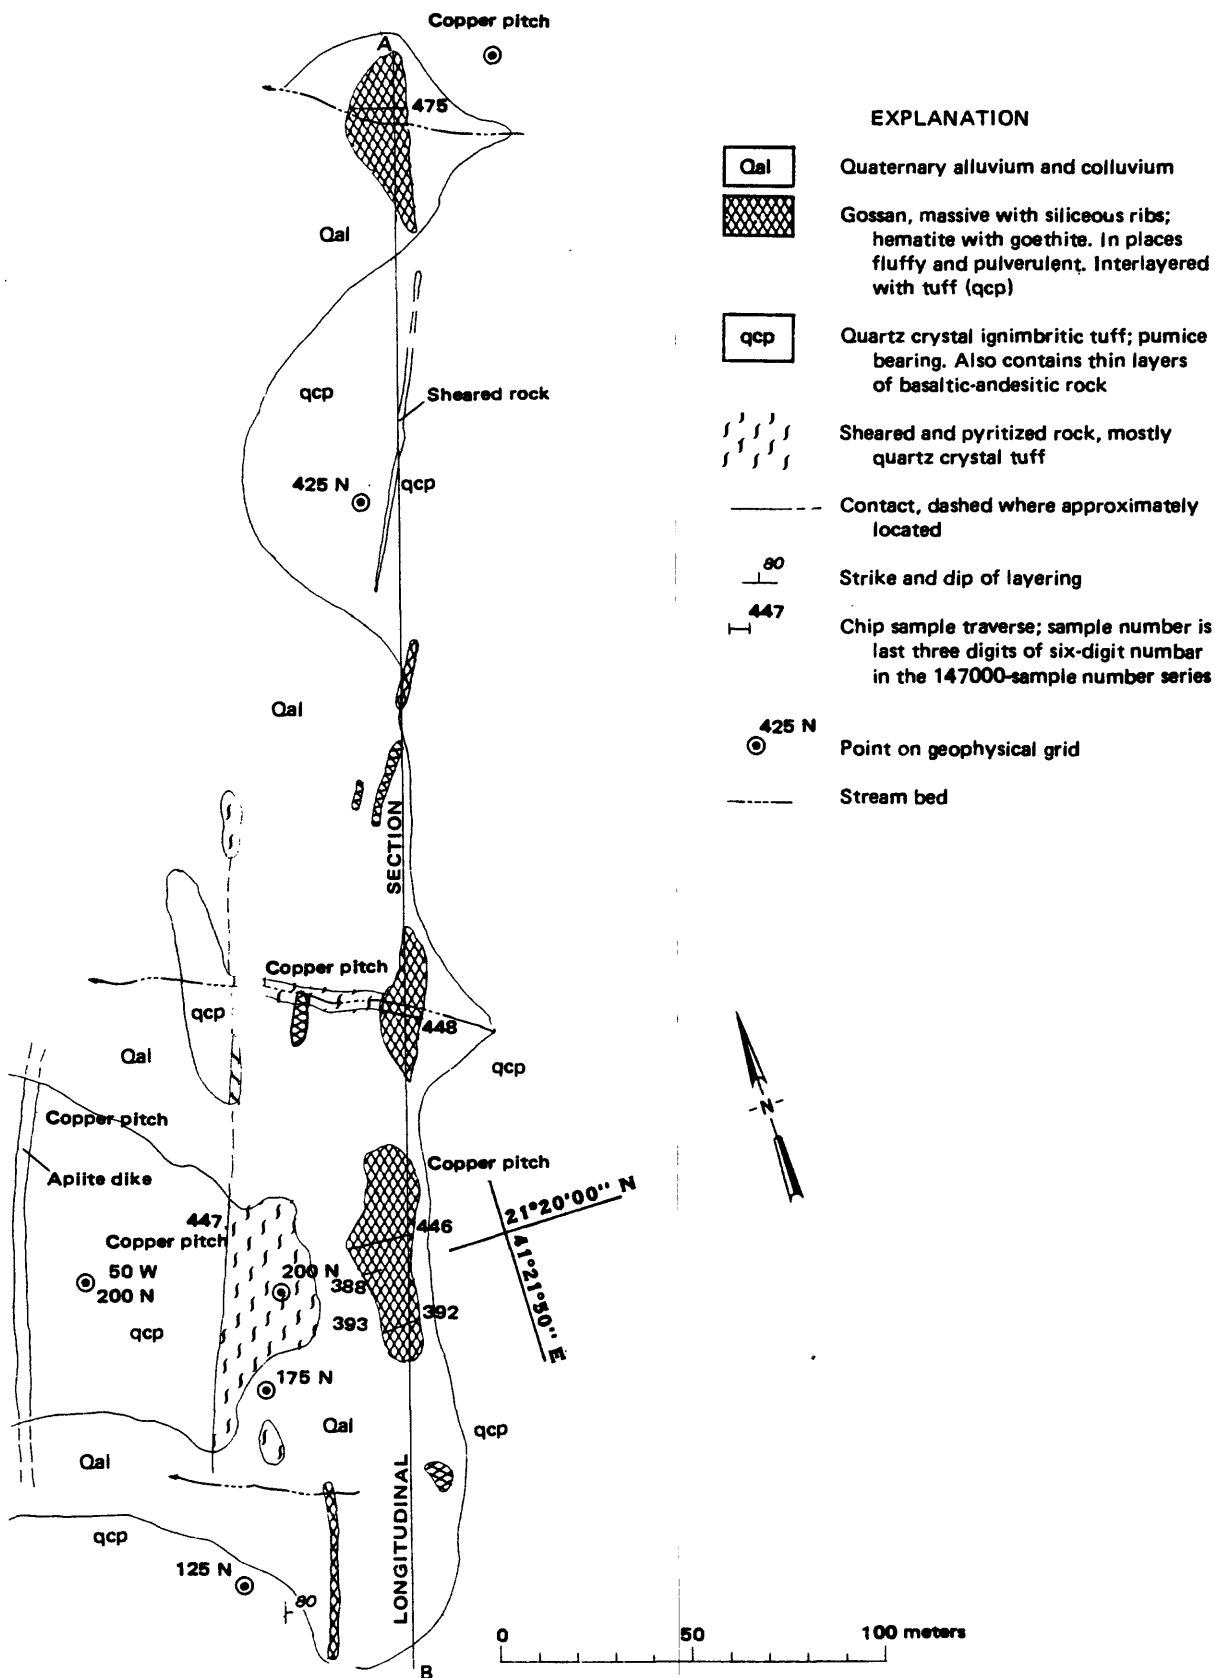 Copper pitch
A
475
Qal
qcp
Sheared rock
425 N
qcp
Qal
SECTION
Copper pitch
qcp
448
Qal
qcp
Copper pitch
Aplite dike
Copper pitch
447
Copper pitch
446
50 W
200 N
200 N
388
qcp
393
392
175 N
Qal
qcp
Qal
LONGITUDINAL
qcp
125 N
80
B
21°20'00'' N
41°21'50'' E
N
0 50 100 meters
EXPLANATION
Qal Quaternary alluvium and colluvium
Gossan, massive with siliceous ribs;
hematite with goethite. In places
fluffy and pulverulent. Interlayered
with tuff (qcp)
qcp Quartz crystal ignimbritic tuff; pumice
bearing. Also contains thin layers
of basaltic-andesitic rock
Sheared and pyritized rock, mostly
quartz crystal tuff
Contact, dashed where approximately
located
80
Strike and dip of layering
447
Chip sample traverse; sample number is
last three digits of six-digit numbar
in the 147000-sample number series
425 N
Point on geophysical grid
Stream bed